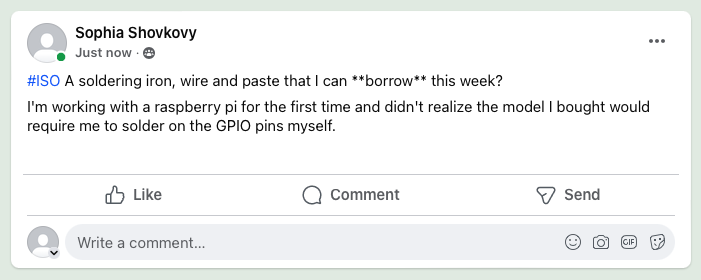 Sophia Shovkovy
Just now ·
#ISO A soldering iron, wire and paste that I can **borrow** this week?
I'm working with a raspberry pi for the first time and didn't realize the model I bought would
require me to solder on the GPIO pins myself.
Like Comment Send
Write a comment...
GIF